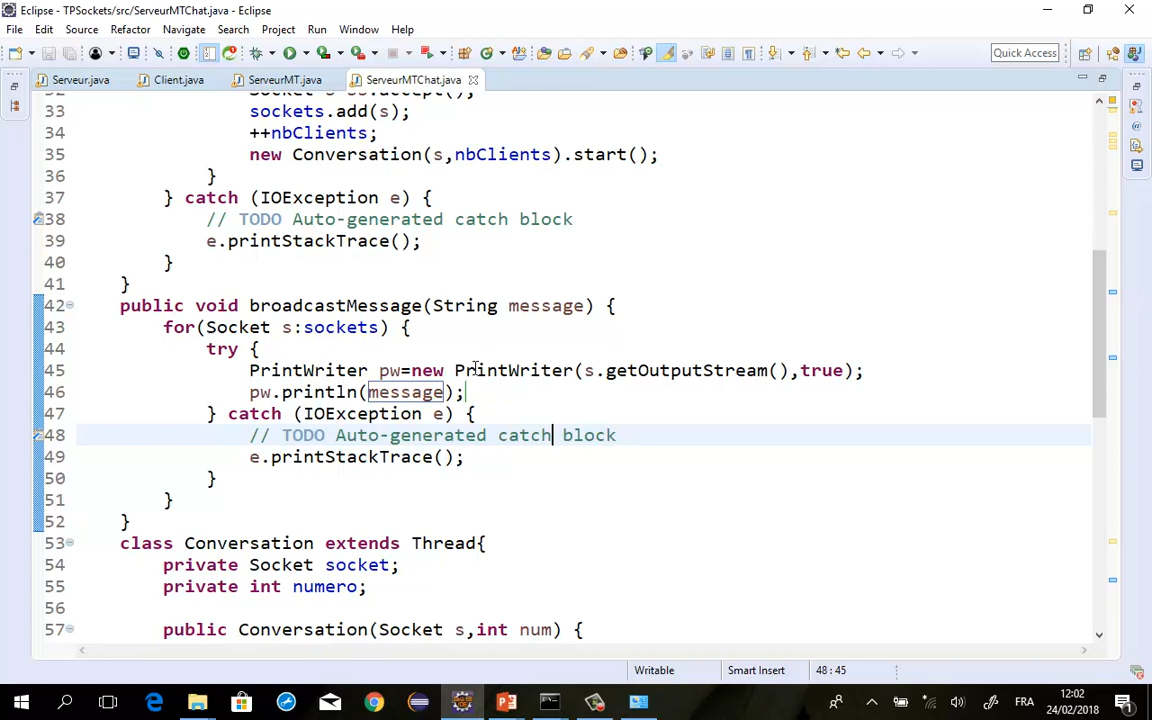 Eclipse - TPSockets/src/ServeurMTChat.java - Eclipse
File Edit Source Refactor Navigate Search Project Run Window Help
Quick Access
Serveur.java Client.java ServeurMT.java ServeurMTChat.java
32 Socket s=ss.accept();
33 sockets.add(s);
34 ++nbClients;
35 new Conversation(s,nbClients).start();
36 }
37 } catch (IOException e) {
38 // TODO Auto-generated catch block
39 e.printStackTrace();
40 }
41 }
42 public void broadcastMessage(String message) {
43 for(Socket s:sockets) {
44 try {
45 PrintWriter pw=new PrintWriter(s.getOutputStream(),true);
46 pw.println(message);
47 } catch (IOException e) {
48 // TODO Auto-generated catch block
49 e.printStackTrace();
50 }
51 }
52 }
53 class Conversation extends Thread{
54 private Socket socket;
55 private int numero;
56
57 public Conversation(Socket s,int num) {
Writable Smart Insert 48 : 45
FRA 12:02
24/02/2018
1